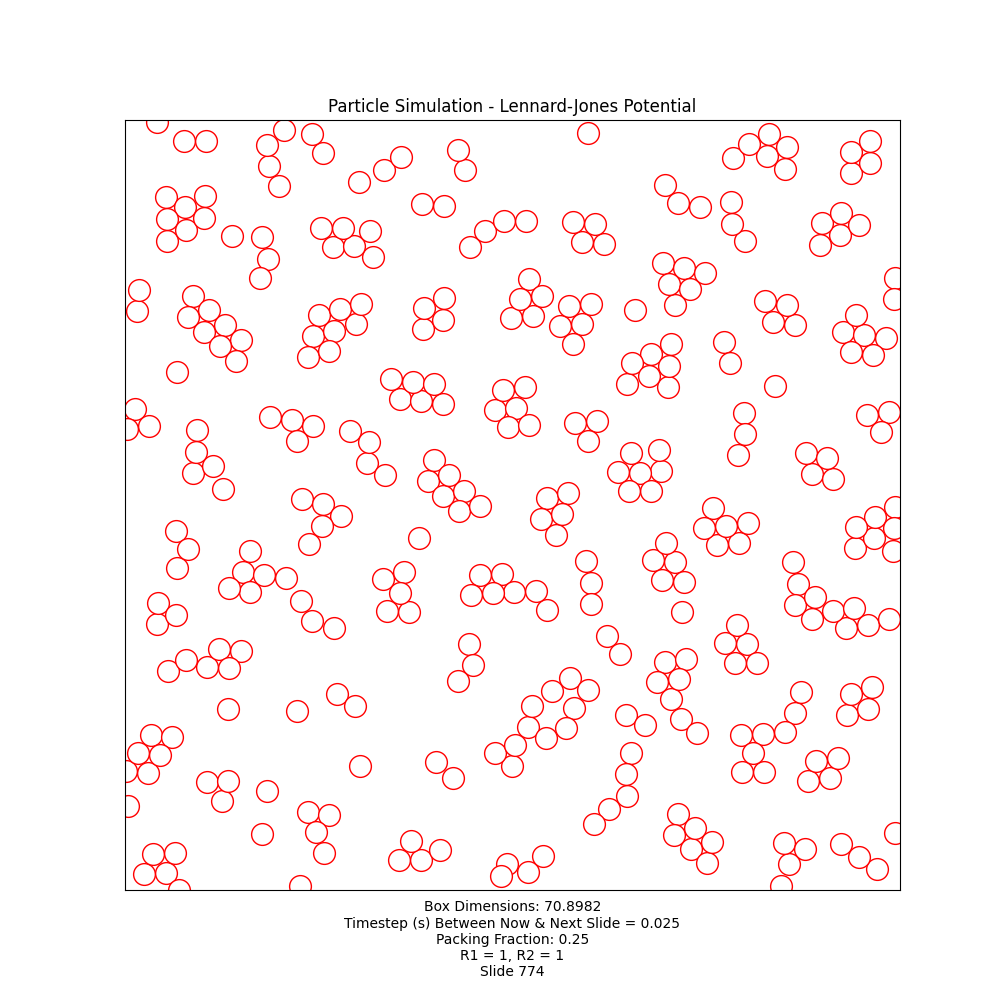 Particle Simulation - Lennard-Jones Potential
Box Dimensions: 70.8982
Timestep (s) Between Now & Next Slide = 0.025
Packing Fraction: 0.25
R1 = 1, R2 = 1
Slide 774